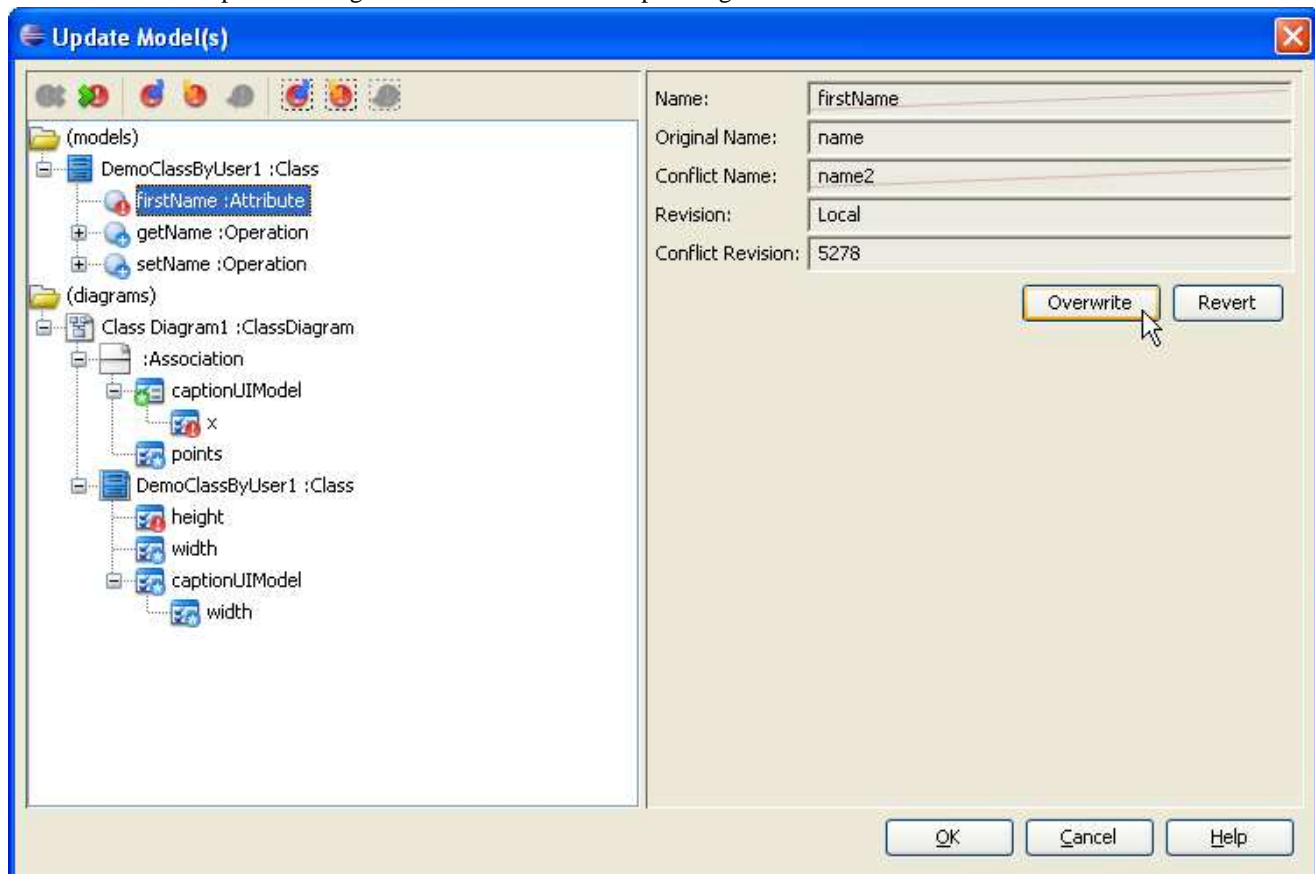 Update Model(s)
(models)
DemoClassByUser1 :Class
firstName :Attribute
getName :Operation
setName :Operation
(diagrams)
Class Diagram1 :ClassDiagram
:Association
captionUIModel
x
points
DemoClassByUser1 :Class
height
width
captionUIModel
width
Name: firstName
Original Name: name
Conflict Name: name2
Revision: Local
Conflict Revision: 5278
Overwrite Revert
OK Cancel Help